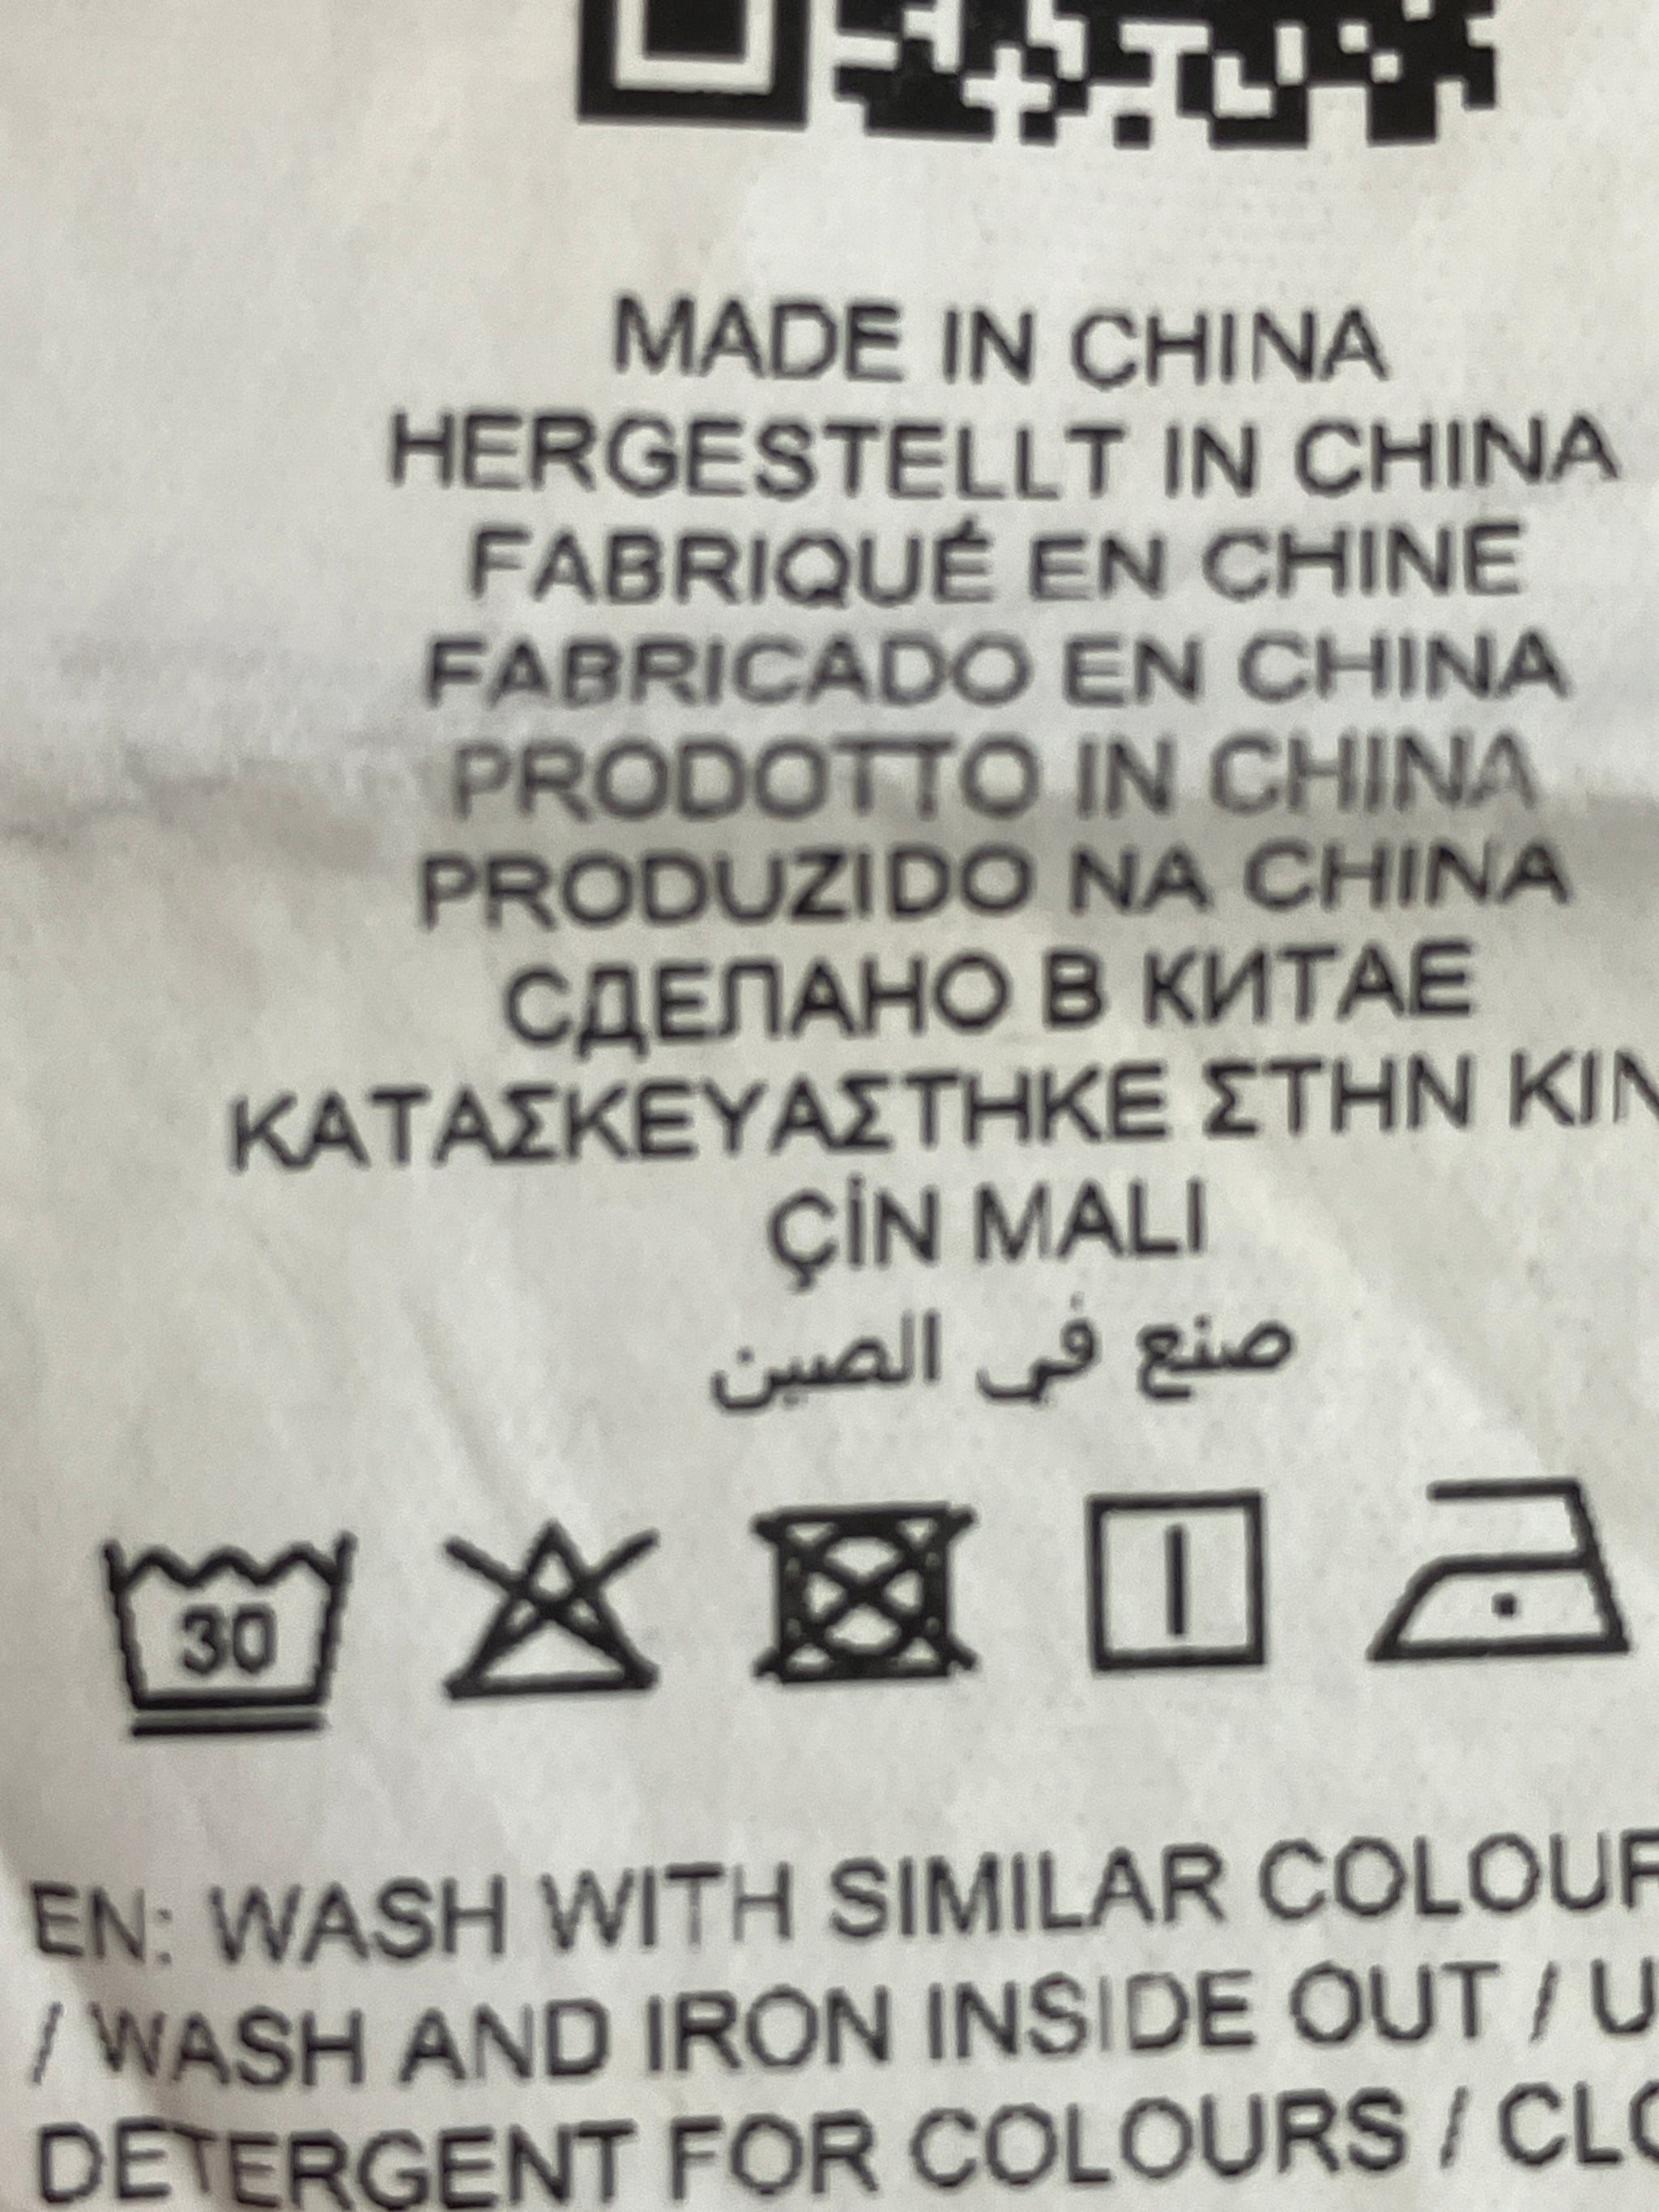 MADE IN CHINA
HERGESTELLT IN CHINA
FABRIQUÉ EN CHINE
FABRICADO EN CHINA
PRODOTTO IN CHINA
PRODUZIDO NA CHINA
СДЕЛАНО В КИТАЕ
ΚΑΤΑΣΚΕΥΑΣΤΗΚΕ ΣΤΗΝ
ÇİN MALI
صنع في الصين
30
EN: WASH WITH SIMILAR COLOUR
/ WASH AND IRON INSIDE OUT /
DETERGENT FOR COLOURS /